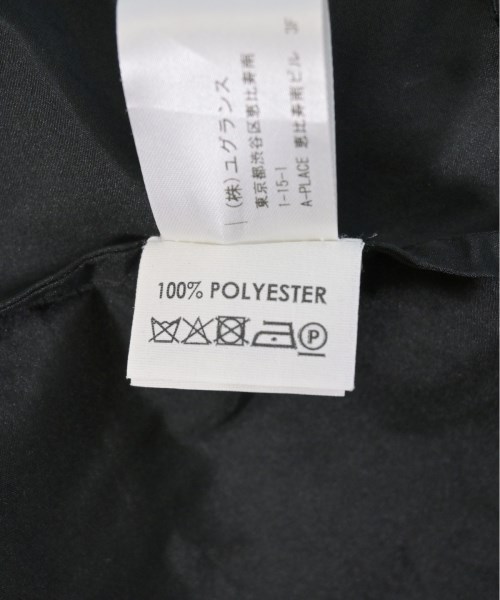 (株)ユグランス
東京都渋谷区恵比寿南
1-15-1
A-PLACE 恵比寿南ビル 3F
100% POLYESTER
P